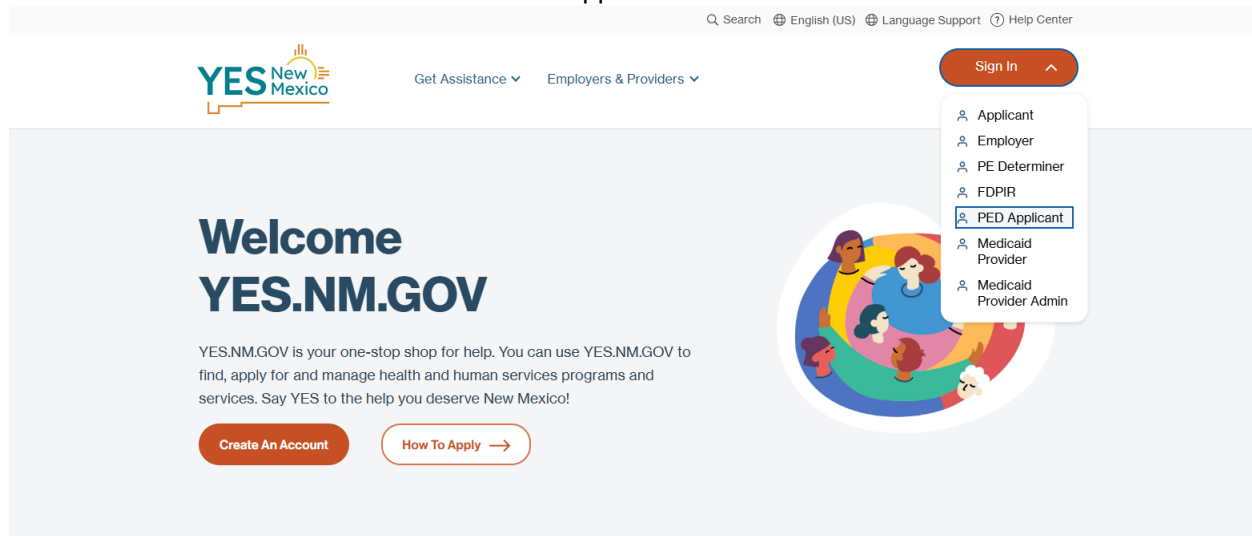 Search English (US) Language Support Help Center
YES New Mexico
Get Assistance Employers & Providers
Sign In
Applicant
Employer
PE Determiner
FDPIR
PED Applicant
Medicaid
Provider
Medicaid
Provider Admin
Welcome
YES.NM.GOV
YES.NM.GOV is your one-stop shop for help. You can use YES.NM.GOV to
find, apply for and manage health and human services programs and
services. Say YES to the help you deserve New Mexico!
Create An Account How To Apply